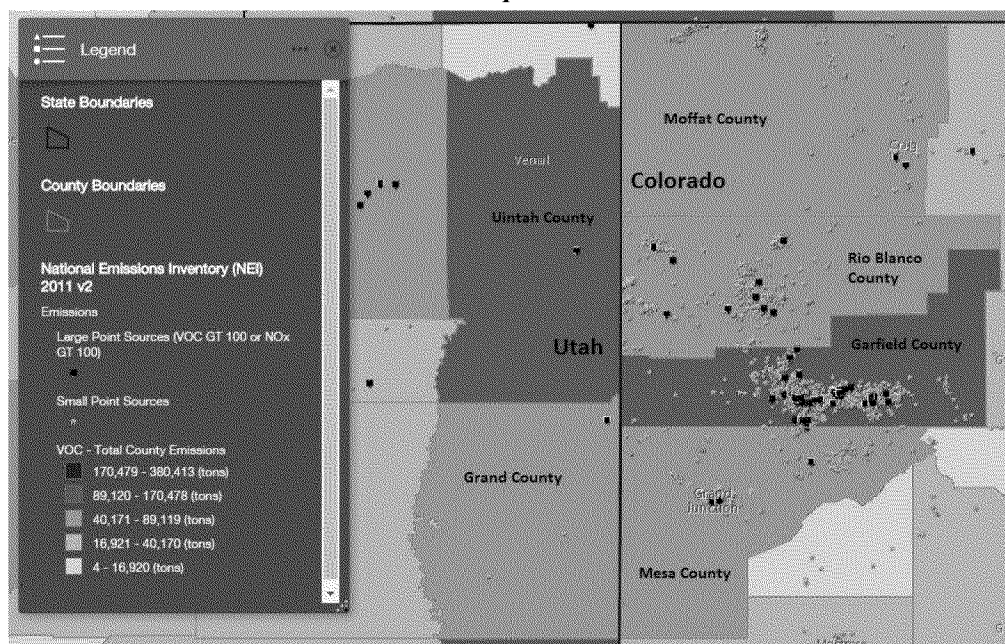 Legend
State Boundaries
County Boundaries
National Emissions Inventory (NEI)
2011 v2
Emissions
Large Point Sources (VOC GT 100 or NOx
GT 100)
Small Point Sources
VOC - Total County Emissions
170,479 - 380,413 (tons)
89,120 - 170,478 (tons)
40,171 - 89,119 (tons)
16,921 - 40,170 (tons)
4 - 16,920 (tons)
Moffat County
Craig
Vernal
Colorado
Uintah County
Rio Blanco
County
Utah
Garfield County
Grand County
Grand
Junction
Mesa County